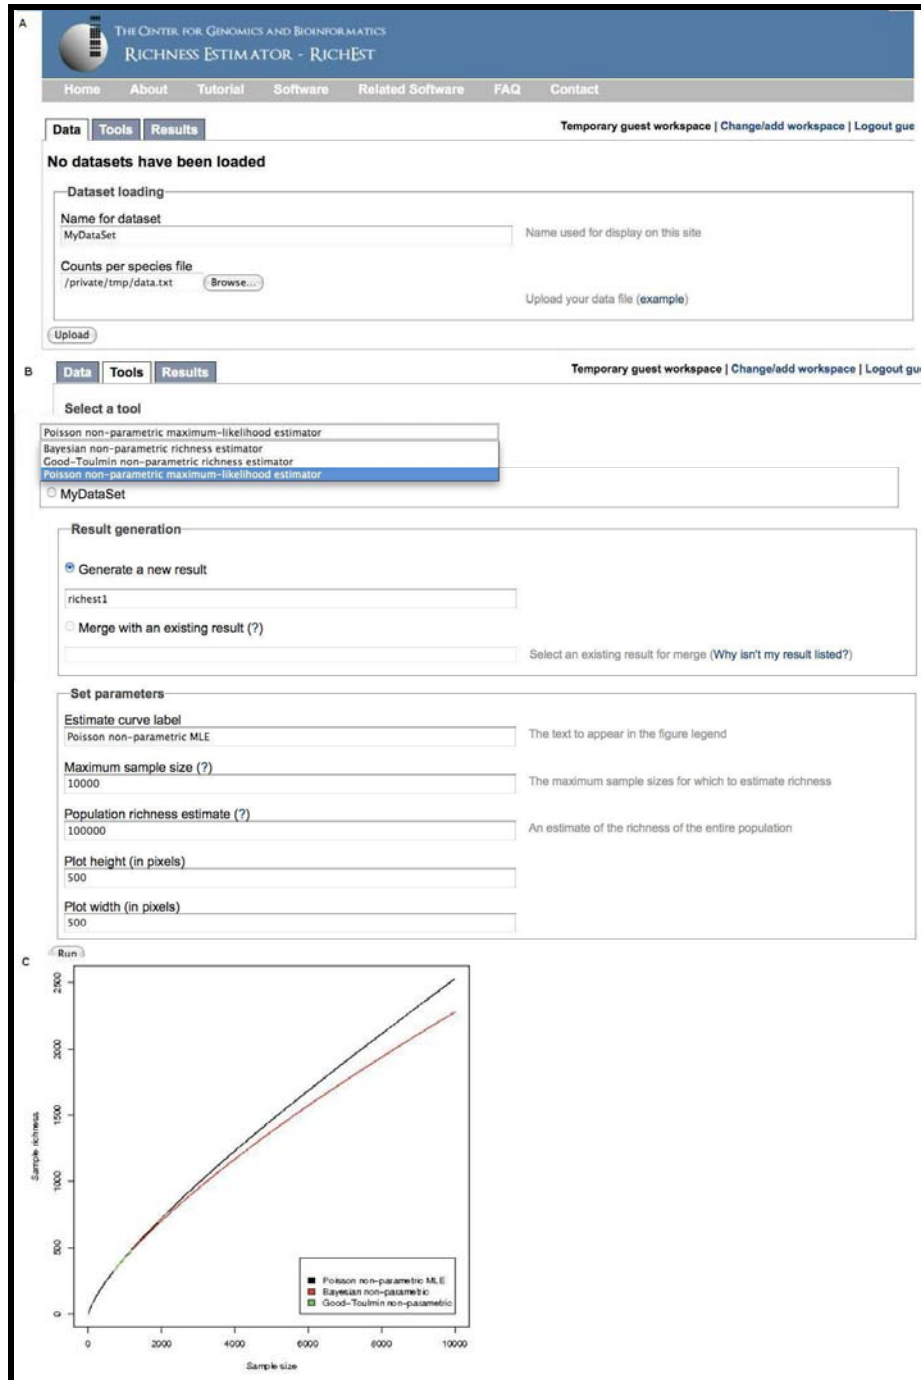 A
THE CENTER FOR GENOMICS AND BIOINFORMATICS
RICHNESS ESTIMATOR - RICHEST
Home About Tutorial Software Related Software FAQ Contact
Data Tools Results
Temporary guest workspace | Change/add workspace | Logout gue
No datasets have been loaded
Dataset loading
Name for dataset
MyDataSet
Name used for display on this site
Counts per species file
/private/tmp/data.txt Browse...
Upload your data file (example)
Upload
B
Data Tools Results
Temporary guest workspace | Change/add workspace | Logout gue
Select a tool
Poisson non-parametric maximum-likelihood estimator
Bayesian non-parametric richness estimator
Good-Toulmin non-parametric richness estimator
Poisson non-parametric maximum-likelihood estimator
MyDataSet
Result generation
Generate a new result
richest1
Merge with an existing result (?)
Select an existing result for merge (Why isn't my result listed?)
Set parameters
Estimate curve label
Poisson non-parametric MLE
The text to appear in the figure legend
Maximum sample size (?)
10000
The maximum sample sizes for which to estimate richness
Population richness estimate (?)
100000
An estimate of the richness of the entire population
Plot height (in pixels)
500
Plot width (in pixels)
500
Run
C
2500
2000
1500
1000
500
0
Sample richness
Poisson non-parametric MLE
Bayesian non-parametric
Good-Toulmin non-parametric
0 2000 4000 6000 8000 10000
Sample size